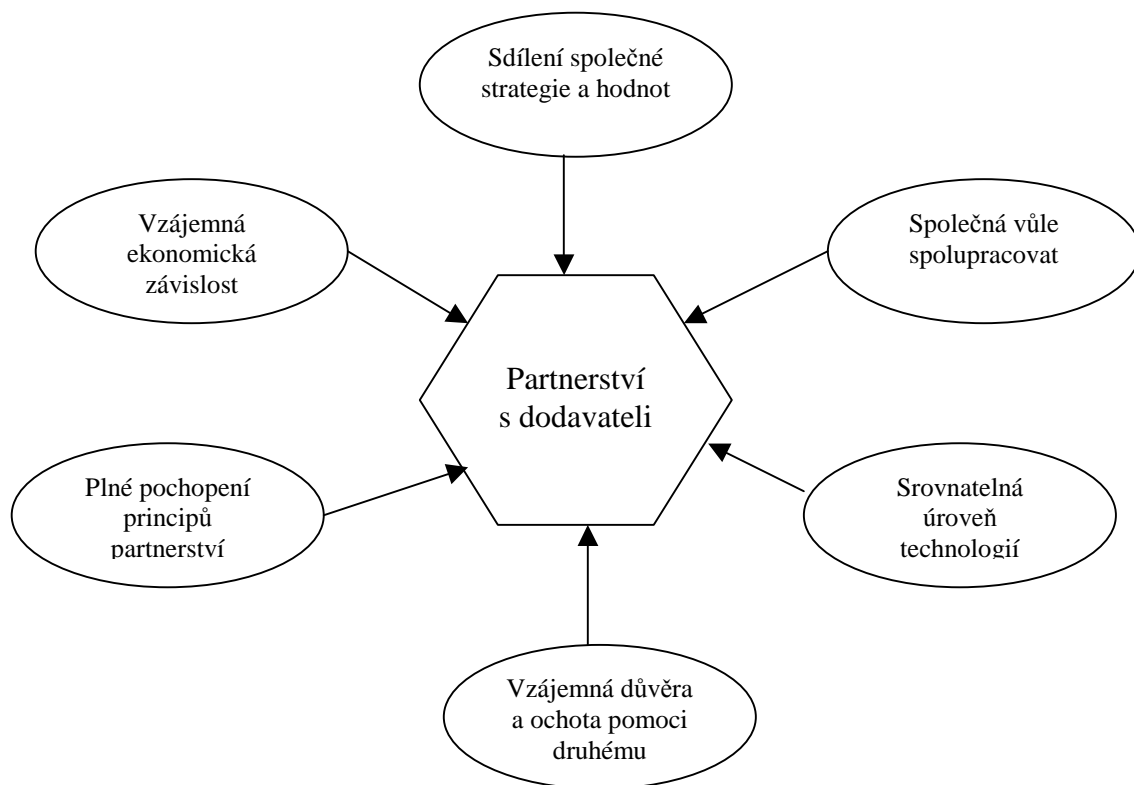 Sdílení společné
strategie a hodnot
Vzájemná
ekonomická
závislost
Společná vůle
spolupracovat
Partnerství
s dodavateli
Plné pochopení
principů
partnerství
Srovnatelná
úroveň
technologií
Vzájemná důvěra
a ochota pomoci
druhému